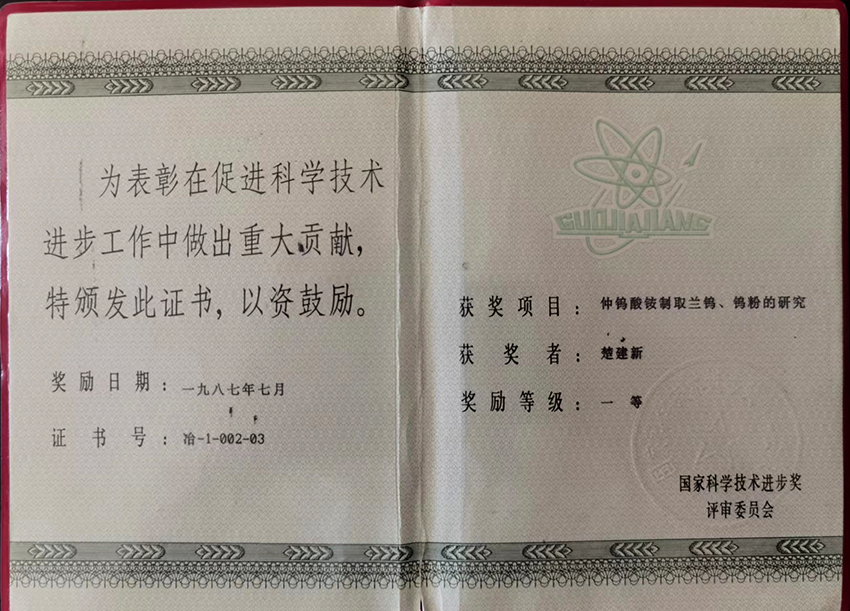 为表彰在促进科学技术
进步工作中做出重大贡献，
特颁发此证书，以资鼓励。
奖励日期：一九八七年七月
证书号：冶-1-002-03
GUOJIAJIANG
获奖项目：仲钨酸铵制取兰钨、钨粉的研究
获奖者：楚建新
奖励等级：一等
国家科学技术进步奖
评审委员会